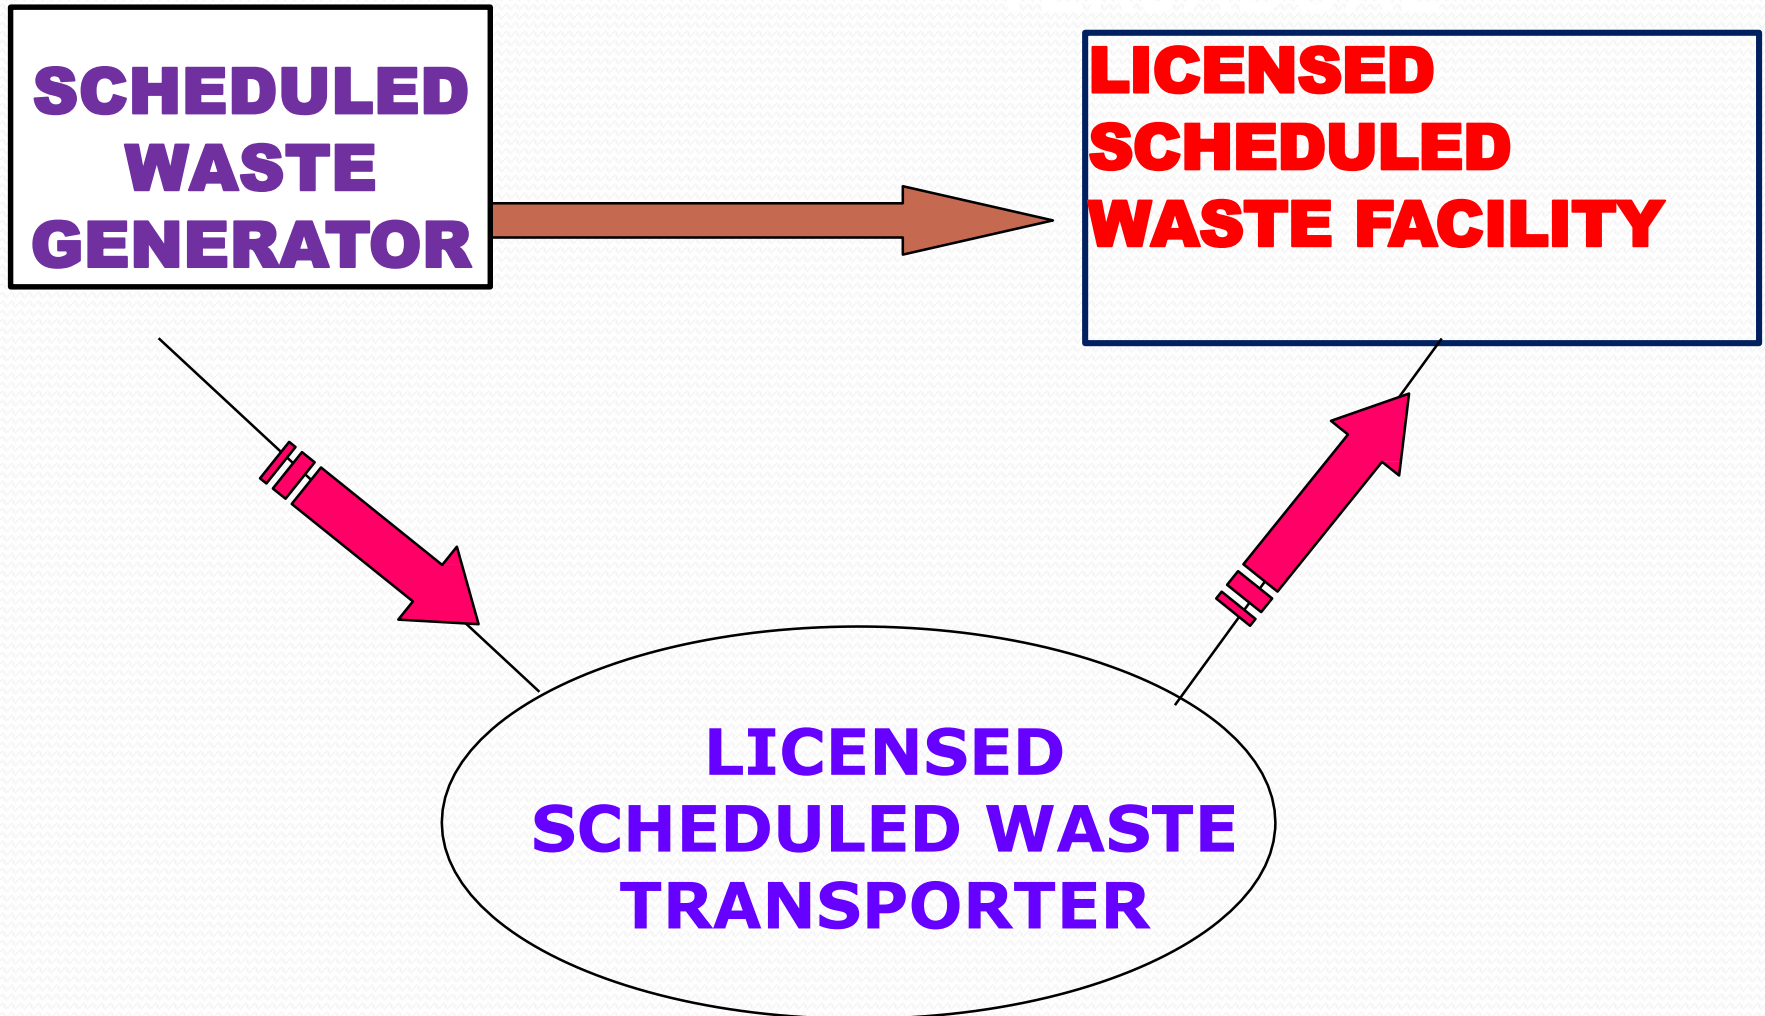 SCHEDULED
WASTE
GENERATOR
LICENSED
SCHEDULED
WASTE FACILITY
LICENSED
SCHEDULED WASTE
TRANSPORTER